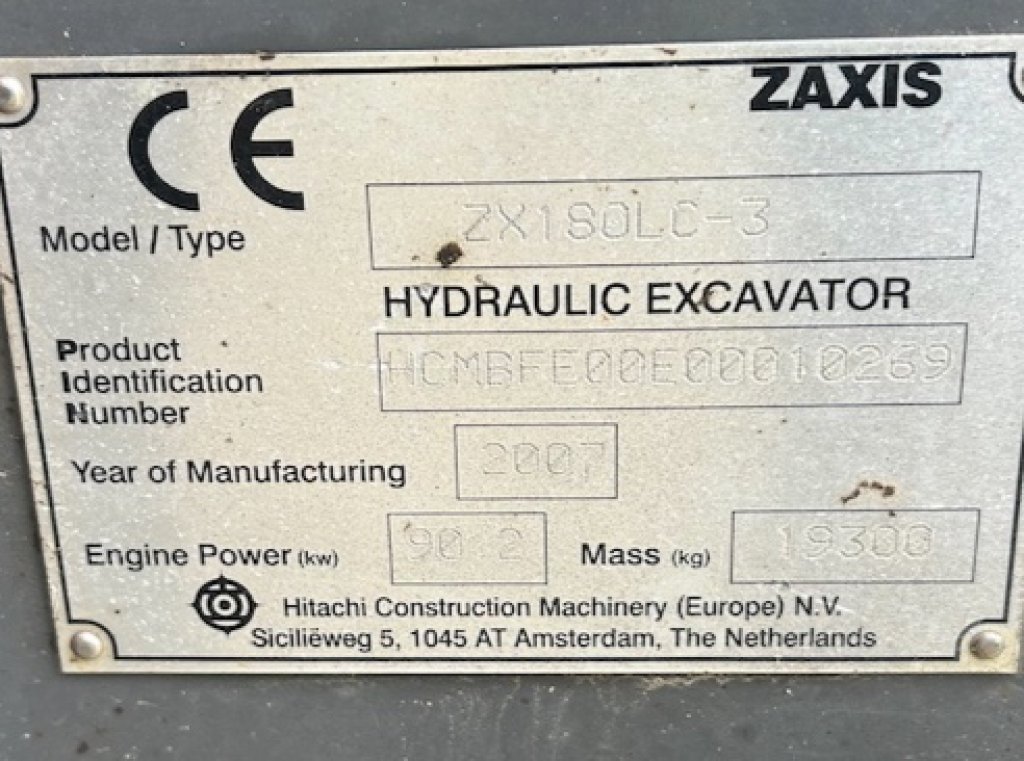 CE ZAXIS
Model / Type ZX180LC-3
HYDRAULIC EXCAVATOR
Product
Identification HCMBFE00E00010269
Number
Year of Manufacturing 2007
Engine Power (kw) 90.2 Mass (kg) 19300
Hitachi Construction Machinery (Europe) N.V.
Siciliëweg 5, 1045 AT Amsterdam, The Netherlands